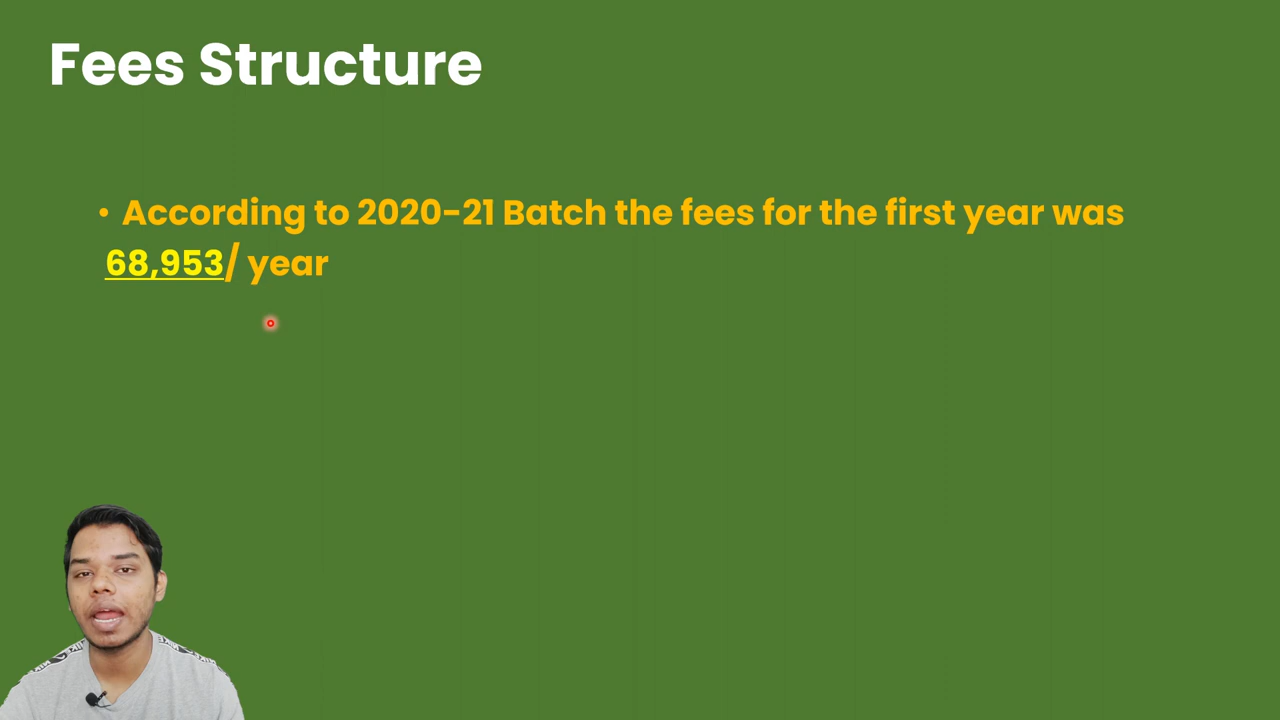 Fees Structure
• According to 2020-21 Batch the fees for the first year was
68,953/ year